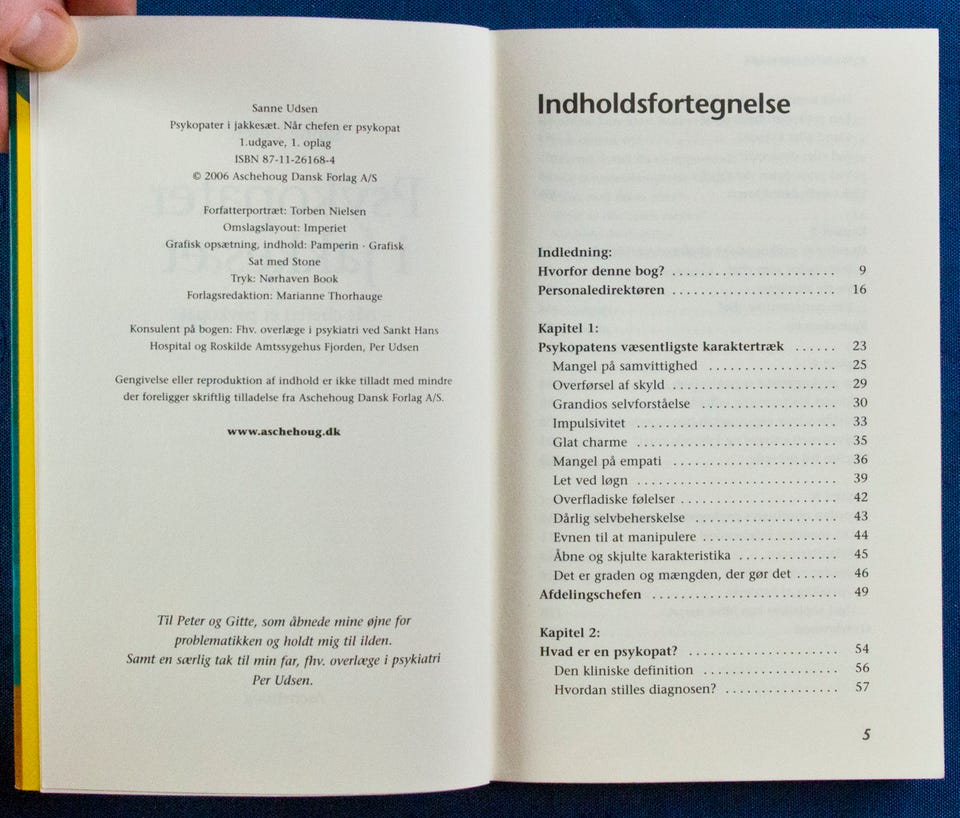 Sanne Udsen
Psykopater i jakkesæt. Når chefen er psykopat
1.udgave, 1. oplag
ISBN 87-11-26168-4
© 2006 Aschehoug Dansk Forlag A/S
Forfatterportræt: Torben Nielsen
Omslagslayout: Imperiet
Grafisk opsætning, indhold: Pamperin · Grafisk
Sat med Stone
Tryk: Nørhaven Book
Forlagsredaktion: Marianne Thorhauge
Konsulent på bogen: Fhv. overlæge i psykiatri ved Sankt Hans
Hospital og Roskilde Amtssygehus Fjorden, Per Udsen
Gengivelse eller reproduktion af indhold er ikke tilladt med mindre
der foreligger skriftlig tilladelse fra Aschehoug Dansk Forlag A/S.
www.aschehoug.dk
Til Peter og Gitte, som åbnede mine øjne for
problematikken og holdt mig til ilden.
Samt en særlig tak til min far, fhv. overlæge i psykiatri
Per Udsen.
Indholdsfortegnelse
Indledning:
Hvorfor denne bog? . . . . . . . . . . . . . . . . . . . . . . . 9
Personaledirektøren . . . . . . . . . . . . . . . . . . . . . . . 16
Kapitel 1:
Psykopatens væsentligste karaktertræk . . . . . . 23
Mangel på samvittighed . . . . . . . . . . . . . . . . . . 25
Overførsel af skyld . . . . . . . . . . . . . . . . . . . . . . . 29
Grandios selvforståelse . . . . . . . . . . . . . . . . . . . 30
Impulsivitet . . . . . . . . . . . . . . . . . . . . . . . . . . . . 33
Glat charme . . . . . . . . . . . . . . . . . . . . . . . . . . . . 35
Mangel på empati . . . . . . . . . . . . . . . . . . . . . . . 36
Let ved løgn . . . . . . . . . . . . . . . . . . . . . . . . . . . . 39
Overfladiske følelser . . . . . . . . . . . . . . . . . . . . . . 42
Dårlig selvbeherskelse . . . . . . . . . . . . . . . . . . . . 43
Evnen til at manipulere . . . . . . . . . . . . . . . . . . . 44
Åbne og skjulte karakteristika . . . . . . . . . . . . . . 45
Det er graden og mængden, der gør det . . . . . . 46
Afdelingschefen . . . . . . . . . . . . . . . . . . . . . . . . . . 49
Kapitel 2:
Hvad er en psykopat? . . . . . . . . . . . . . . . . . . . . . 54
Den kliniske definition . . . . . . . . . . . . . . . . . . . 56
Hvordan stilles diagnosen? . . . . . . . . . . . . . . . . 57
5